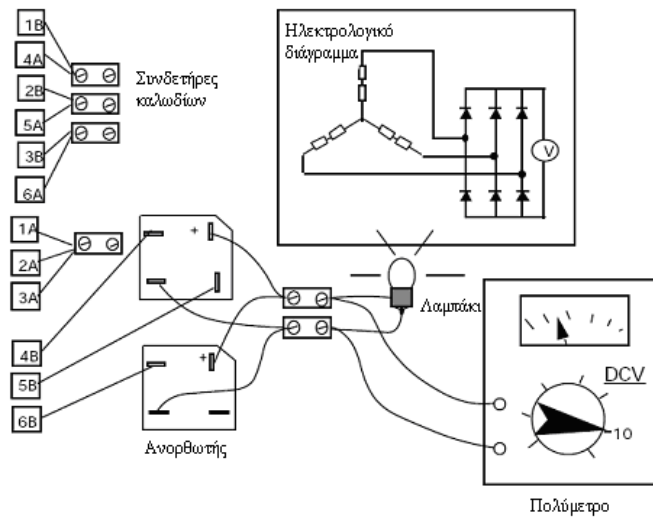 1B
4A
2B
5A
3B
6A
Συνδετήρες
καλωδίων
Ηλεκτρολογικό
διάγραμμα
V
1A
2A
3A
4B
5B
6B
+
+
Ανορθωτής
Λαμπάκι
DCV
10
Πολύμετρο